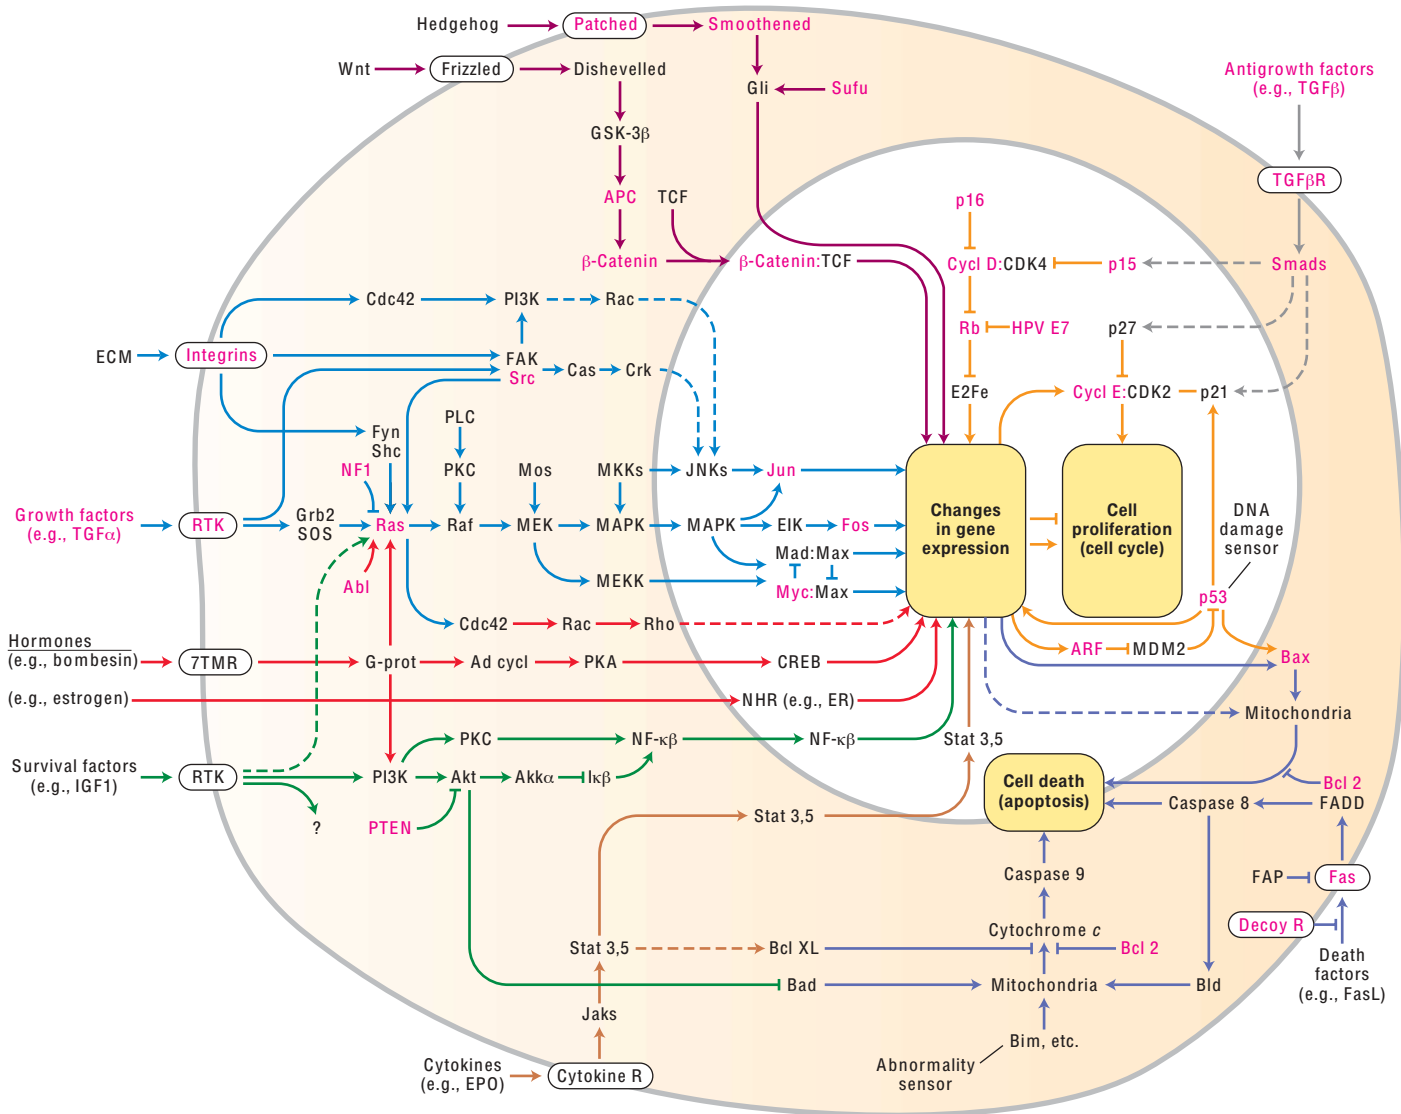 Hedgehog
Patched
Smoothened
Wnt
Frizzled
Dishevelled
Gli
Sufu
Antigrowth factors
(e.g., TGFβ)
GSK-3β
TGFβR
APC
TCF
p16
β-Catenin
β-Catenin:TCF
Cycl D:CDK4
p15
Smads
Cdc42
PI3K
Rac
Rb
HPV E7
p27
ECM
Integrins
FAK
Src
Cas
Crk
E2Fe
Cycl E:CDK2
p21
PLC
Fyn
Shc
NF1
PKC
Mos
MKKs
JNKs
Jun
Growth factors
(e.g., TGFα)
RTK
Grb2
SOS
Ras
Raf
MEK
MAPK
MAPK
EIK
Fos
Changes
in gene
expression
Cell
proliferation
(cell cycle)
DNA
damage
sensor
Mad:Max
Abl
MEKK
Myc:Max
p53
Cdc42
Rac
Rho
Hormones
(e.g., bombesin)
7TMR
G-prot
Ad cycl
PKA
CREB
ARF
MDM2
Bax
(e.g., estrogen)
NHR (e.g., ER)
Mitochondria
PKC
NF-κβ
NF-κβ
Stat 3,5
Survival factors
(e.g., IGF1)
RTK
PI3K
Akt
Akkα
Iκβ
Cell death
(apoptosis)
Bcl 2
?
PTEN
Stat 3,5
Caspase 8
FADD
Caspase 9
FAP
Fas
Cytochrome c
Decoy R
Stat 3,5
Bcl XL
Bcl 2
Death
factors
(e.g., FasL)
Bad
Mitochondria
Bld
Jaks
Bim, etc.
Abnormality
sensor
Cytokines
(e.g., EPO)
Cytokine R